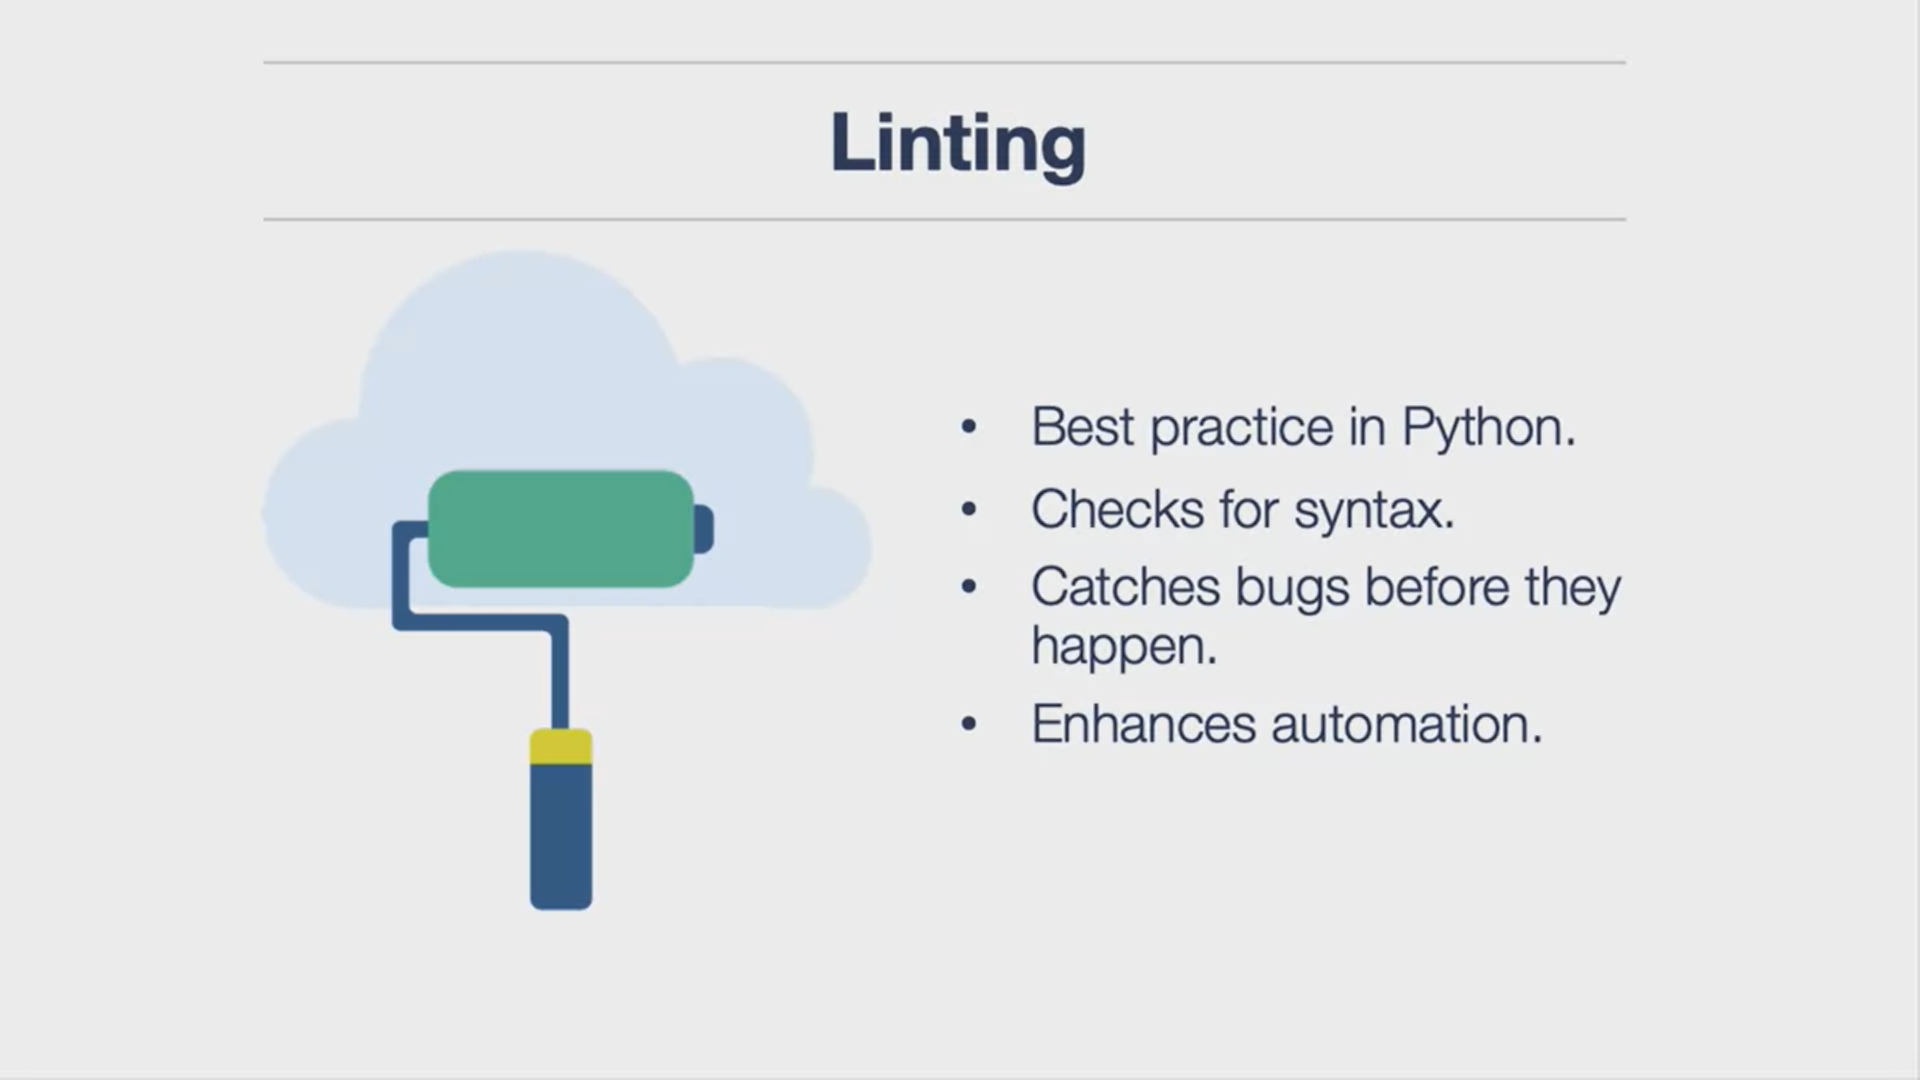 Linting
• Best practice in Python.
• Checks for syntax.
• Catches bugs before they
happen.
• Enhances automation.